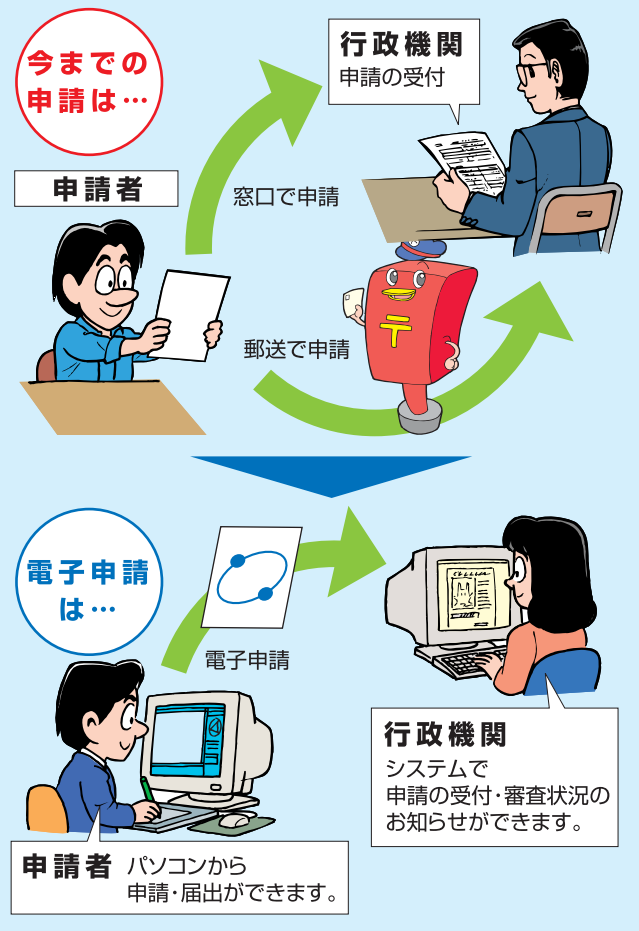 今までの
申請は…
行政機関
申請の受付
申請者
窓口で申請
〒
郵送で申請
電子申請
は…
電子申請
行政機関
システムで
申請の受付・審査状況の
お知らせができます。
申請者 パソコンから
申請・届出ができます。